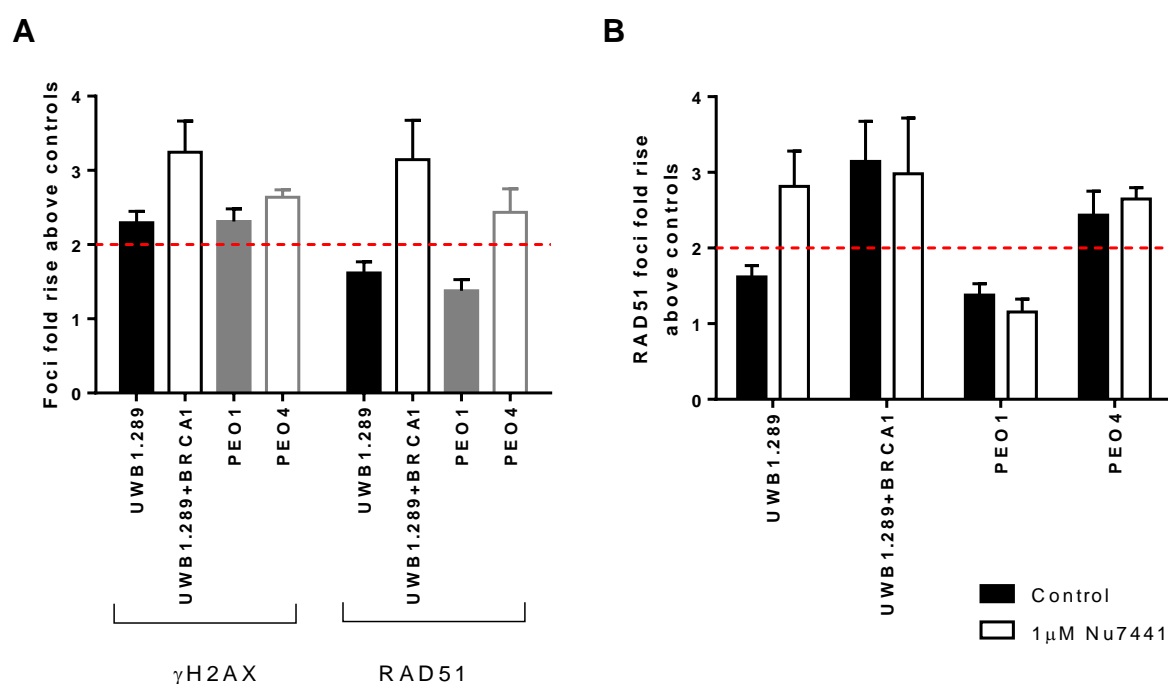 A
Foci fold rise above controls
4
3
2
1
0
UWB1.289
UWB1.289+BRCA1
PEO1
PEO4
UWB1.289
UWB1.289+BRCA1
PEO1
PEO4
γH2AX
RAD51
B
RAD51 foci fold rise
above controls
4
3
2
1
0
UWB1.289
UWB1.289+BRCA1
PEO1
PEO4
Control
1μM Nu7441